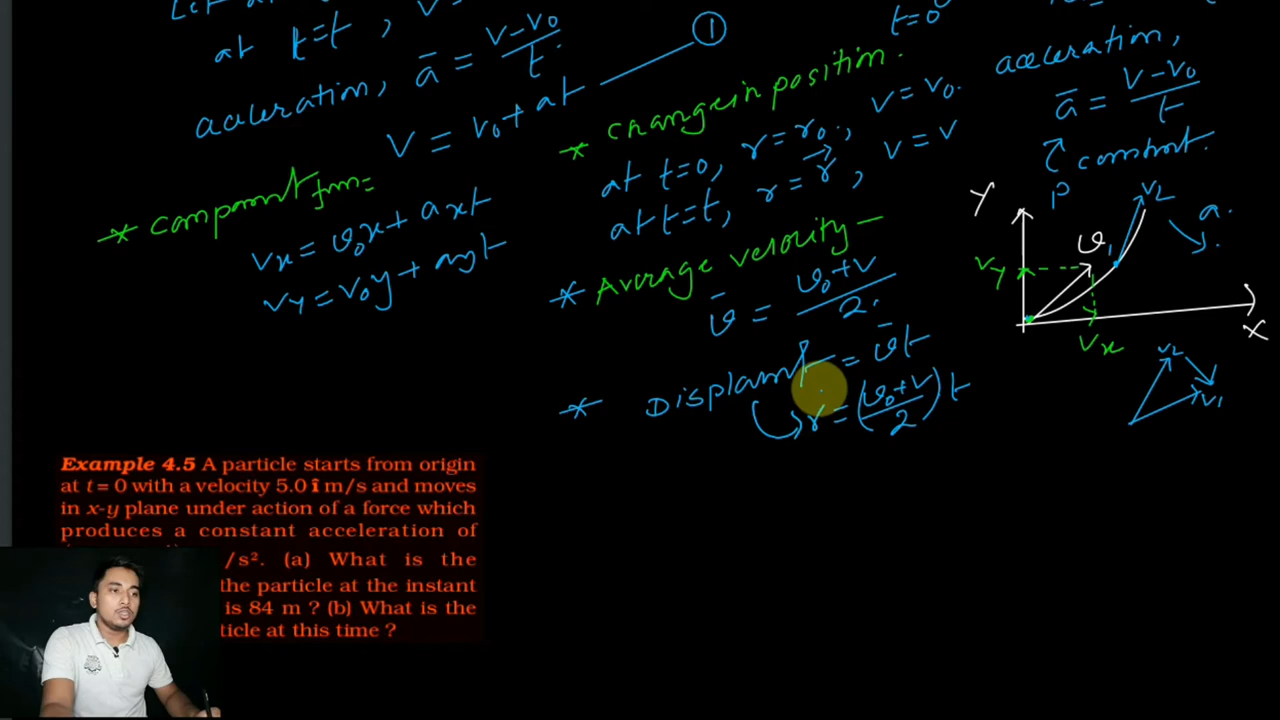 Let at
at t=t, v=
acceleration, ā = v-v₀/t.
v = v₀+at ①
* component form=
vx = v₀x+axt
vy = v₀y+ayt
* change in position.
at t=0, r=r₀., v=v₀.
at t=t, r=r⃗, v=v
* Average velocity-
v̄ = v₀+v/2.
* Displamt = v̄t
r = (v₀+v/2)t
t=0
acceleration,
ā = v-v₀/t
constant.
Y P v₂
a.
v 1
vy
vx
X
v₂
v₁
Example 4.5 A particle starts from origin
at t = 0 with a velocity 5.0 î m/s and moves
in x-y plane under action of a force which
produces a constant acceleration of
/s². (a) What is the
the particle at the instant
is 84 m ? (b) What is the
ticle at this time ?